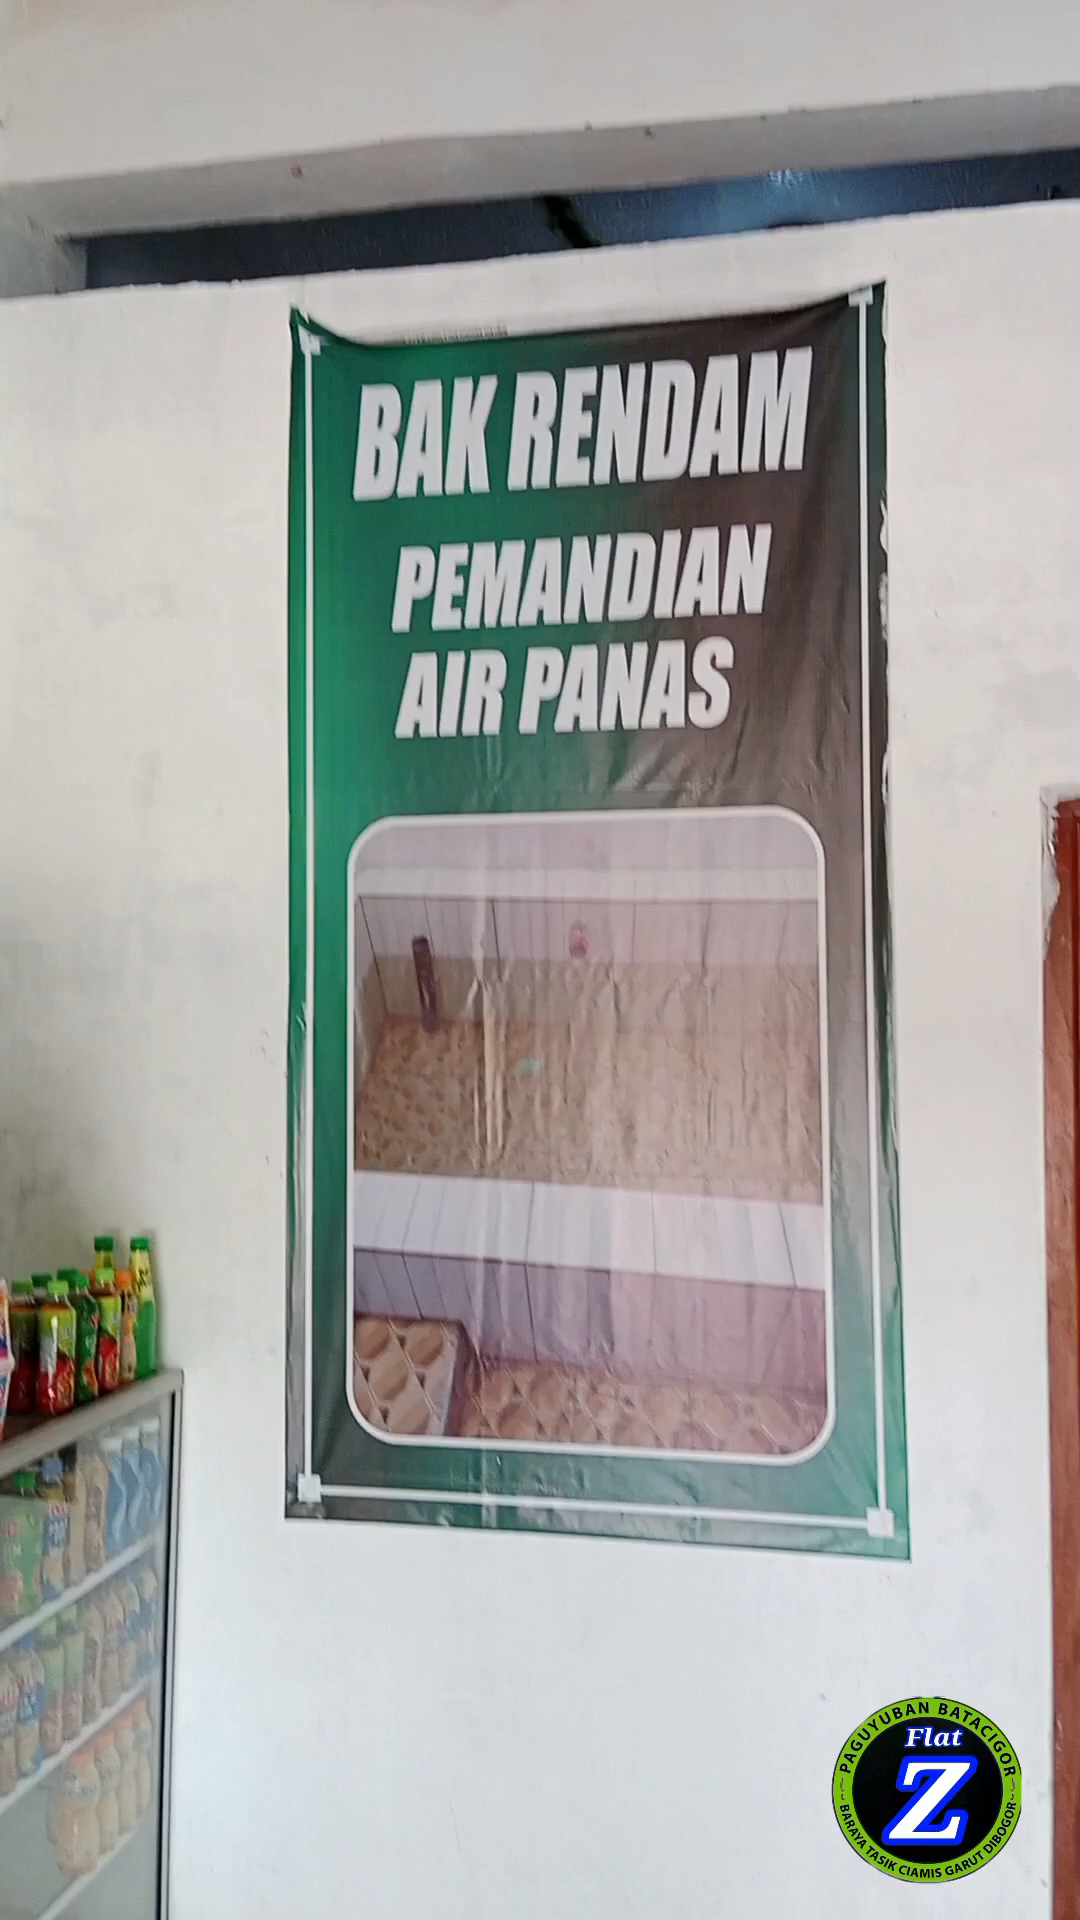 BAK RENDAM
PEMANDIAN
AIR PANAS
PAGUYUBAN BATACIGOR
Flat
Z
BARAYA TASIK CIAMIS GARUT DIBOGOR